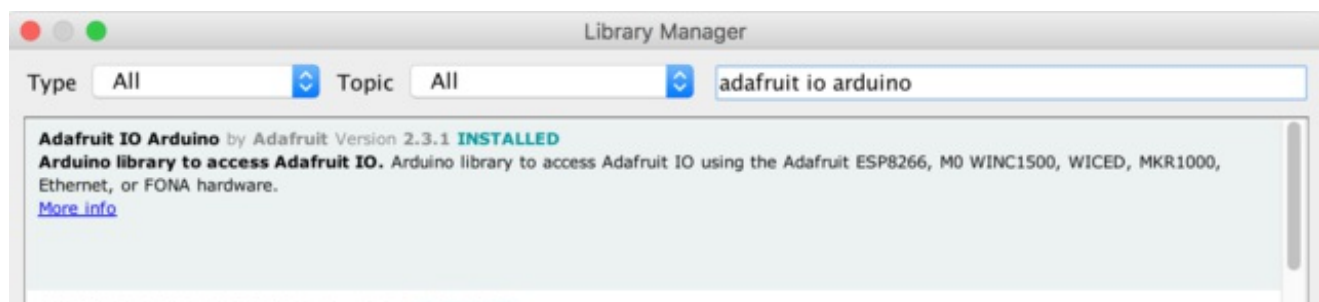 Library Manager
Type All Topic All adafruit io arduino
Adafruit IO Arduino by Adafruit Version 2.3.1 INSTALLED
Arduino library to access Adafruit IO. Arduino library to access Adafruit IO using the Adafruit ESP8266, M0 WINC1500, WICED, MKR1000,
Ethernet, or FONA hardware.
More info